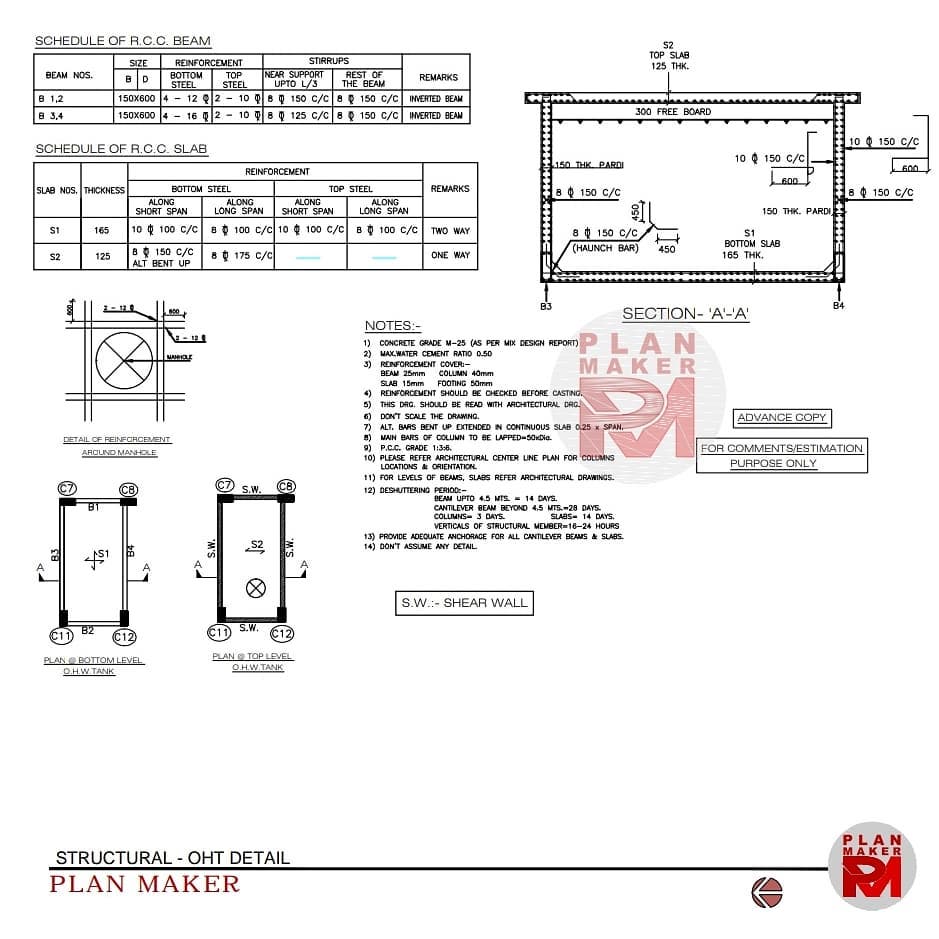 SCHEDULE OF R.C.C. BEAM
BEAM NOS. SIZE REINFORCEMENT STIRRUPS REMARKS
B D BOTTOM STEEL TOP STEEL NEAR SUPPORT UPTO L/3 REST OF THE BEAM
B 1,2 150X600 4 - 12 ф 2 - 10 ф 8 ф 150 C/C 8 ф 150 C/C INVERTED BEAM
B 3,4 150X600 4 - 16 ф 2 - 10 ф 8 ф 125 C/C 8 ф 150 C/C INVERTED BEAM
SCHEDULE OF R.C.C. SLAB
SLAB NOS. THICKNESS REINFORCEMENT REMARKS
BOTTOM STEEL TOP STEEL
ALONG SHORT SPAN ALONG LONG SPAN ALONG SHORT SPAN ALONG LONG SPAN
S1 165 10 ф 100 C/C 8 ф 100 C/C 10 ф 100 C/C 8 ф 100 C/C TWO WAY
S2 125 8 ф 150 C/C ALT BENT UP 8 ф 175 C/C ONE WAY
S2
TOP SLAB
125 THK.
300 FREE BOARD
10 ф 150 C/C
10 ф 150 C/C
600
600
150 THK. PARDI
8 ф 150 C/C
8 ф 150 C/C
450
150 THK. PARDI
8 ф 150 C/C
(HAUNCH BAR)
450
S1
BOTTOM SLAB
165 THK.
B3
B4
SECTION- 'A'-'A'
600
2 - 12 ф
600
2 - 12 ф
MANHOLE
DETAIL OF REINFORCEMENT
AROUND MANHOLE
NOTES:-
1) CONCRETE GRADE M-25 (AS PER MIX DESIGN REPORT)
2) MAX.WATER CEMENT RATIO 0.50
3) REINFORCEMENT COVER:-
BEAM 25mm COLUMN 40mm
SLAB 15mm FOOTING 50mm
4) REINFORCEMENT SHOULD BE CHECKED BEFORE CASTING.
5) THIS DRG. SHOULD BE READ WITH ARCHITECTURAL DRG.
6) DON'T SCALE THE DRAWING.
7) ALT. BARS BENT UP EXTENDED IN CONTINUOUS SLAB 0.25 x SPAN.
8) MAIN BARS OF COLUMN TO BE LAPPED=50xDia.
9) P.C.C. GRADE 1:3:6.
10) PLEASE REFER ARCHITECTURAL CENTER LINE PLAN FOR COLUMNS
LOCATIONS & ORIENTATION.
11) FOR LEVELS OF BEAMS, SLABS REFER ARCHITECTURAL DRAWINGS.
12) DESHUTTERING PERIOD:-
BEAM UPTO 4.5 MTS. = 14 DAYS.
CANTILEVER BEAM BEYOND 4.5 MTS.=28 DAYS.
COLUMNS= 3 DAYS. SLABS= 14 DAYS.
VERTICALS OF STRUCTURAL MEMBER=16-24 HOURS
13) PROVIDE ADEQUATE ANCHORAGE FOR ALL CANTILEVER BEAMS & SLABS.
14) DON'T ASSUME ANY DETAIL.
PLAN
MAKER
PM
ADVANCE COPY
FOR COMMENTS/ESTIMATION
PURPOSE ONLY
C7 C8
B1
B3 S1 B4
A A
B2
C11 C12
PLAN @ BOTTOM LEVEL
O.H.W.TANK
C7 S.W. C8
S.W. S2 S.W.
A A
C11 S.W. C12
PLAN @ TOP LEVEL
O.H.W.TANK
S.W.:- SHEAR WALL
STRUCTURAL - OHT DETAIL
PLAN MAKER
PLAN
MAKER
PM